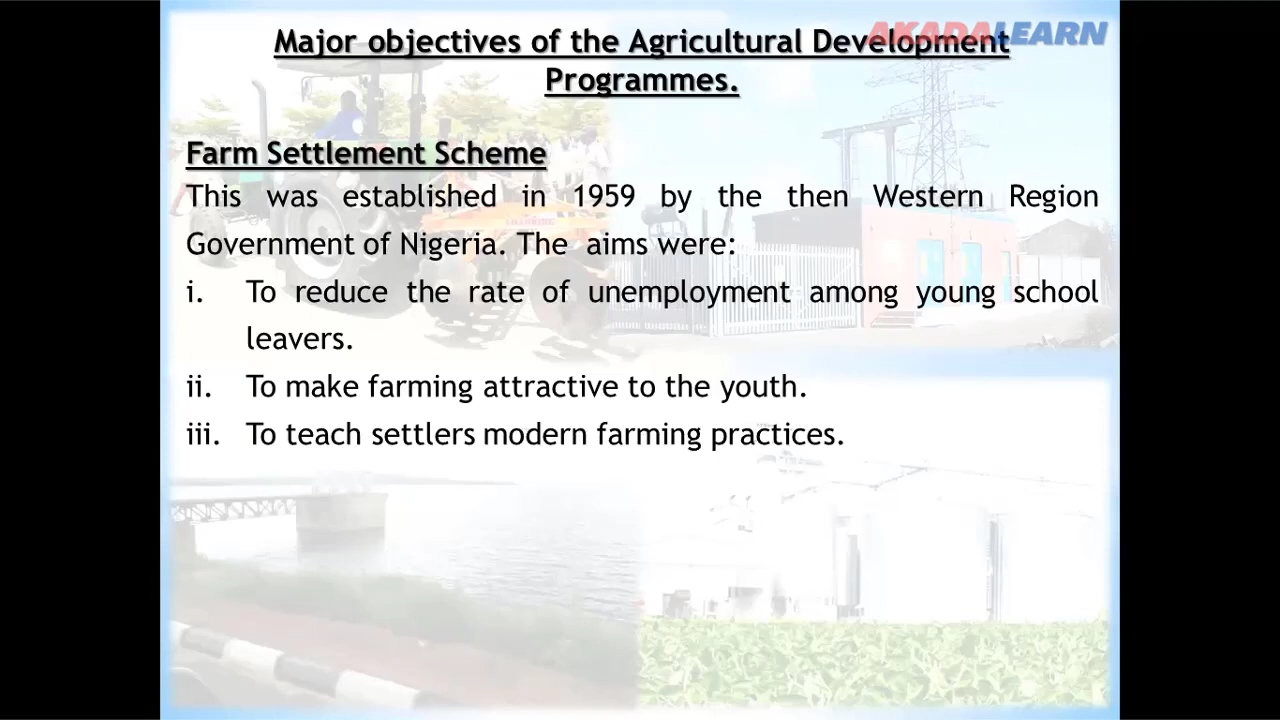 AKADALEARN
Major objectives of the Agricultural Development
Programmes.
Farm Settlement Scheme
This was established in 1959 by the then Western Region
Government of Nigeria. The aims were:
i. To reduce the rate of unemployment among young school
leavers.
ii. To make farming attractive to the youth.
iii. To teach settlers modern farming practices.